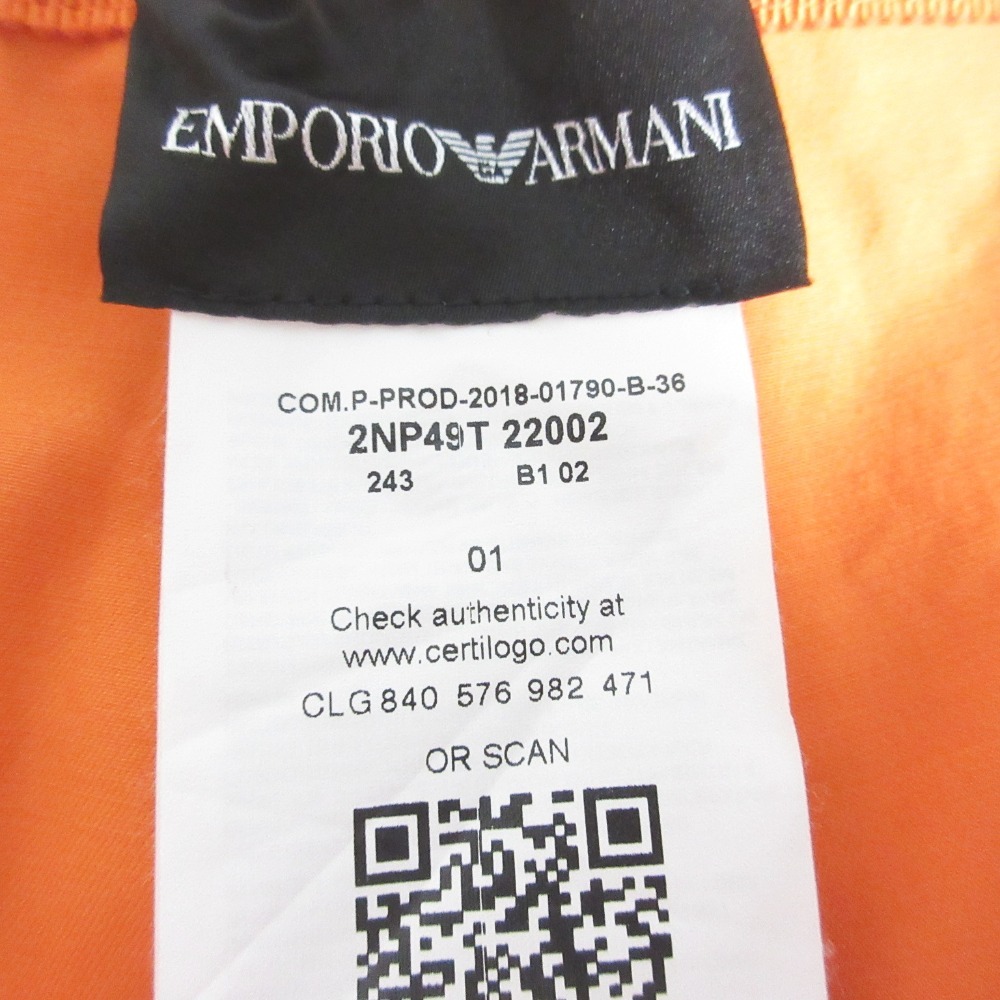 EMPORIO ARMANI
COM.P-PROD-2018-01790-B-36
2NP49T 22002
243 B1 02
01
Check authenticity at
www.certilogo.com
CLG 840 576 982 471
OR SCAN